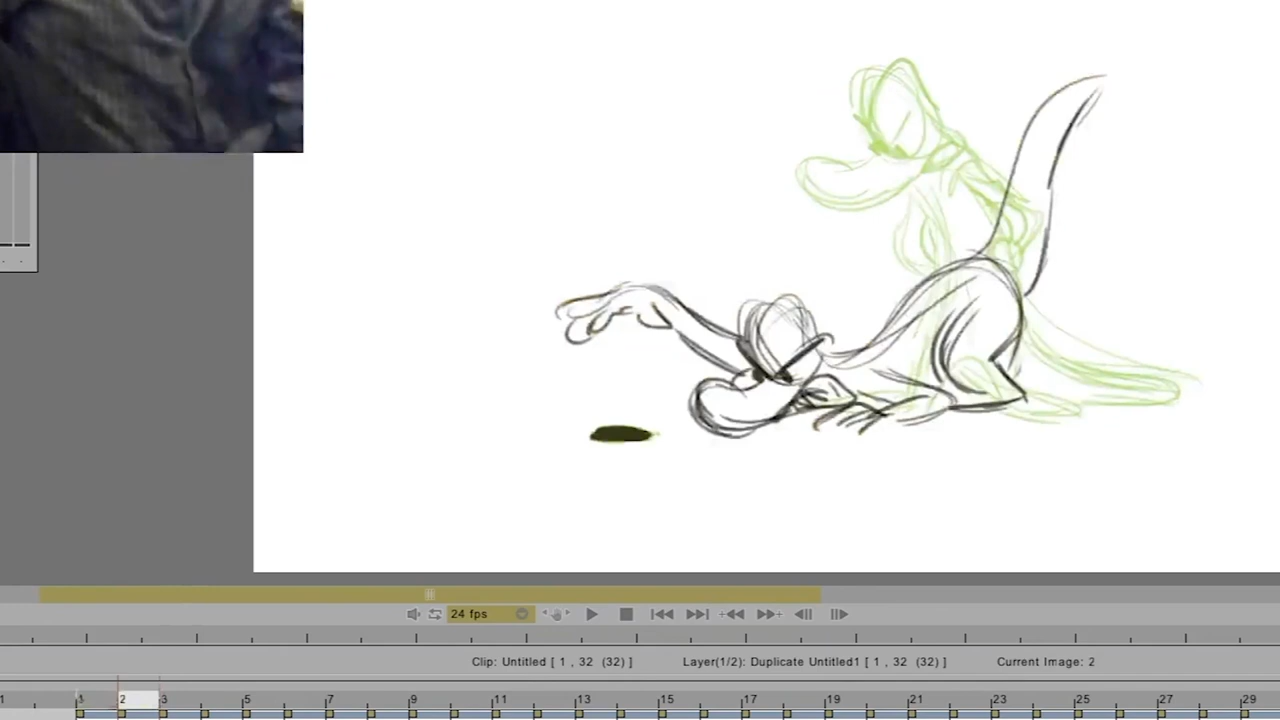 24 fps
Clip: Untitled [ 1 , 32 (32) ] Layer(1/2): Duplicate Untitled1 [ 1 , 32 (32) ] Current Image: 2
1 1 2 3 5 7 9 11 13 15 17 19 21 23 25 27 29